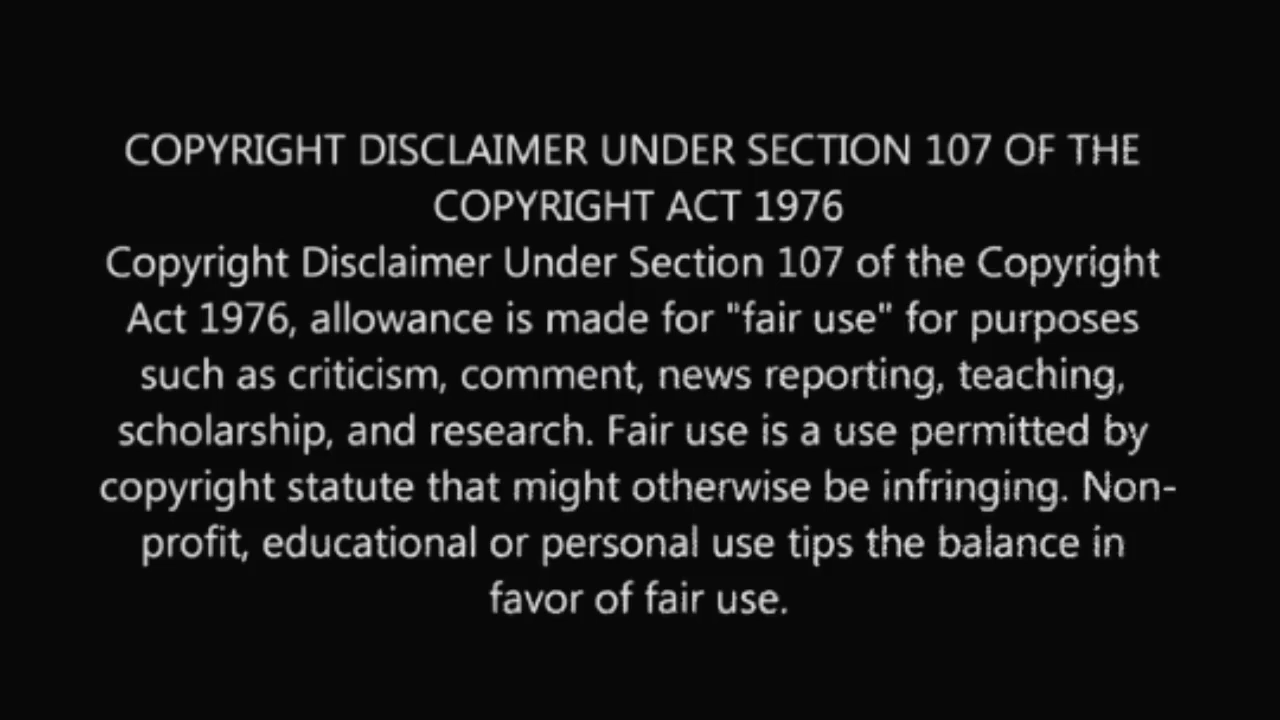 COPYRIGHT DISCLAIMER UNDER SECTION 107 OF THE
COPYRIGHT ACT 1976
Copyright Disclaimer Under Section 107 of the Copyright
Act 1976, allowance is made for "fair use" for purposes
such as criticism, comment, news reporting, teaching,
scholarship, and research. Fair use is a use permitted by
copyright statute that might otherwise be infringing. Non-
profit, educational or personal use tips the balance in
favor of fair use.